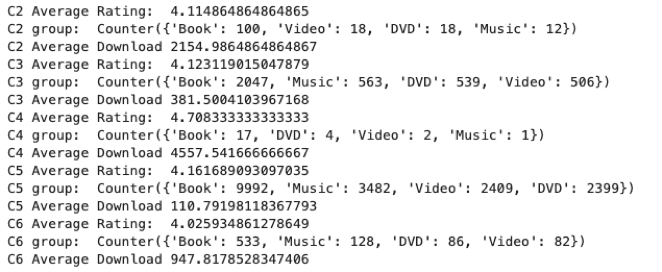 C2 Average Rating:  4.114864864864865
C2 group:  Counter({'Book': 100, 'Video': 18, 'DVD': 18, 'Music': 12})
C2 Average Download 2154.9864864864867
C3 Average Rating:  4.123119015047879
C3 group:  Counter({'Book': 2047, 'Music': 563, 'DVD': 539, 'Video': 506})
C3 Average Download 381.5004103967168
C4 Average Rating:  4.708333333333333
C4 group:  Counter({'Book': 17, 'DVD': 4, 'Video': 2, 'Music': 1})
C4 Average Download 4557.541666666667
C5 Average Rating:  4.161689093097035
C5 group:  Counter({'Book': 9992, 'Music': 3482, 'Video': 2409, 'DVD': 2399})
C5 Average Download 110.79198118367793
C6 Average Rating:  4.025934861278649
C6 group:  Counter({'Book': 533, 'Music': 128, 'DVD': 86, 'Video': 82})
C6 Average Download 947.8178528347406